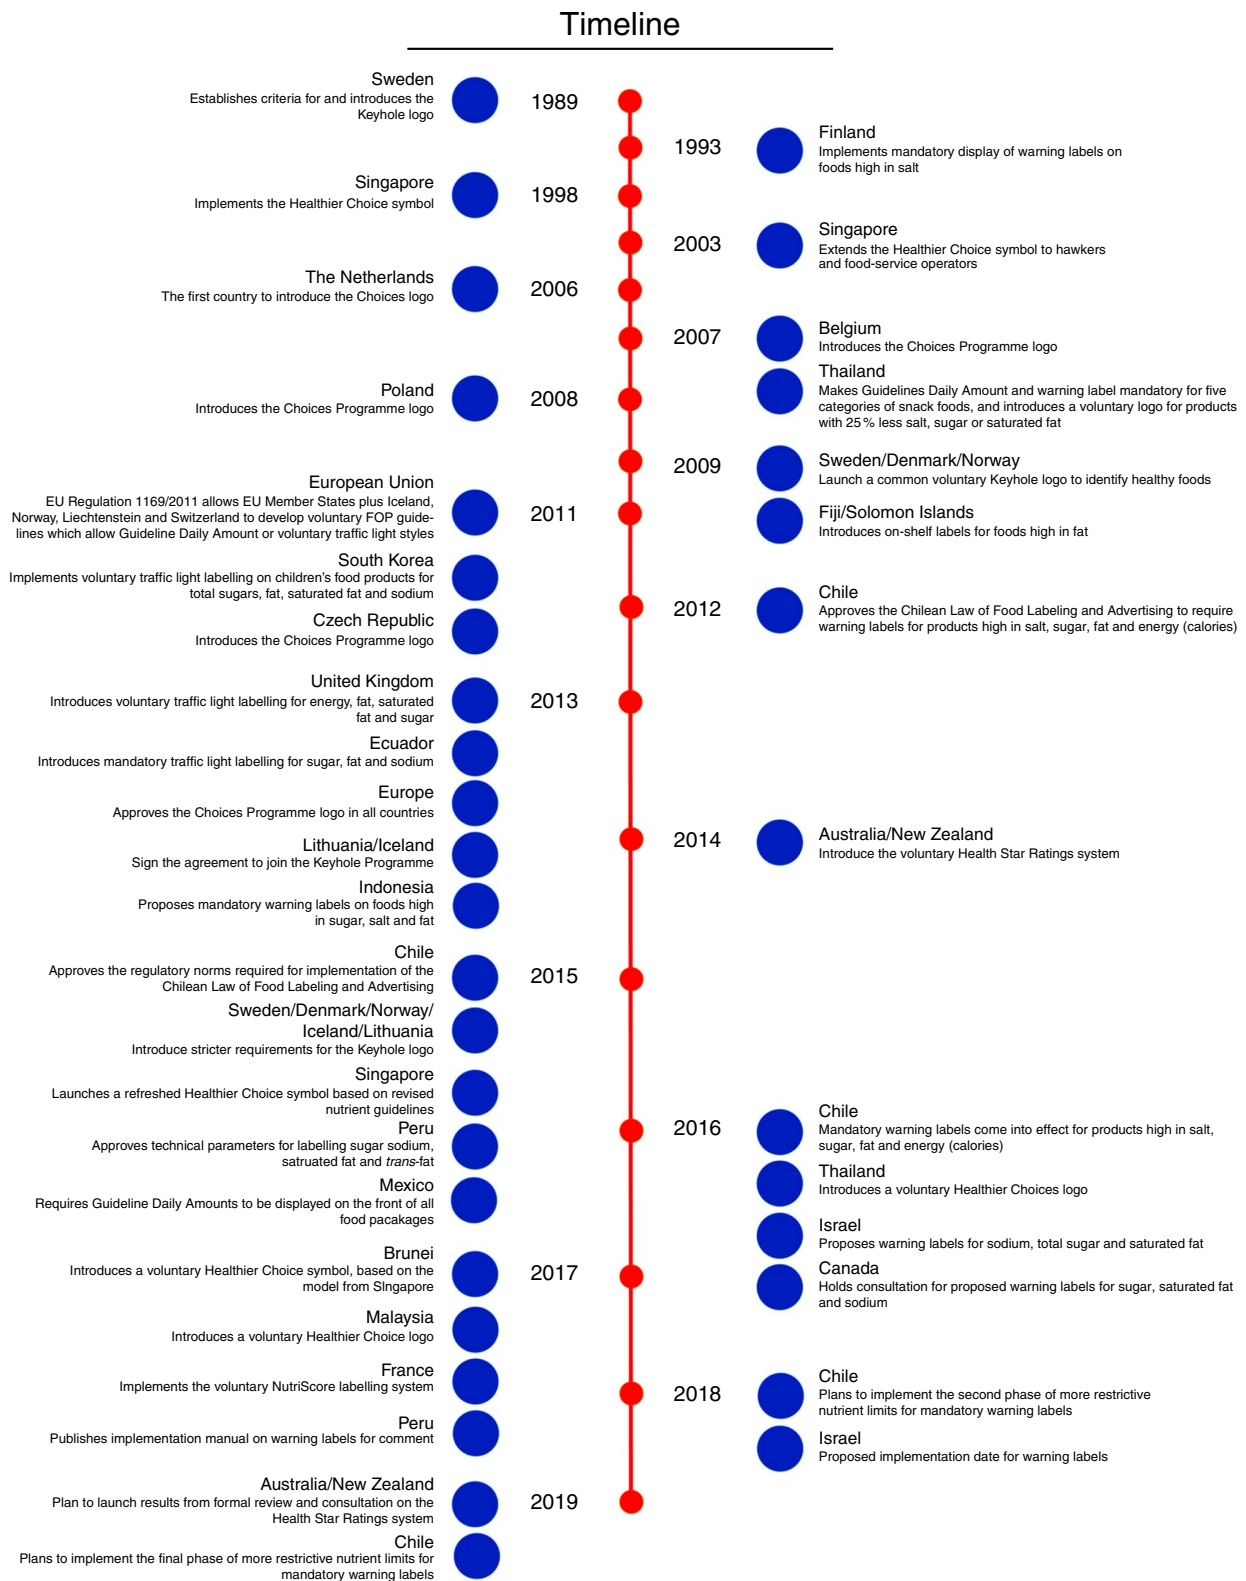 Timeline
Sweden
Establishes criteria for and introduces the
Keyhole logo
1989
1993
Finland
Implements mandatory display of warning labels on
foods high in salt
Singapore
Implements the Healthier Choice symbol
1998
2003
Singapore
Extends the Healthier Choice symbol to hawkers
and food-service operators
The Netherlands
The first country to introduce the Choices logo
2006
2007
Belgium
Introduces the Choices Programme logo
Thailand
Makes Guidelines Daily Amount and warning label mandatory for five
categories of snack foods, and introduces a voluntary logo for products
with 25% less salt, sugar or saturated fat
Poland
Introduces the Choices Programme logo
2008
2009
Sweden/Denmark/Norway
Launch a common voluntary Keyhole logo to identify healthy foods
Fiji/Solomon Islands
Introduces on-shelf labels for foods high in fat
European Union
EU Regulation 1169/2011 allows EU Member States plus Iceland,
Norway, Liechtenstein and Switzerland to develop voluntary FOP guide-
lines which allow Guideline Daily Amount or voluntary traffic light styles
2011
South Korea
Implements voluntary traffic light labelling on children's food products for
total sugars, fat, saturated fat and sodium
Czech Republic
Introduces the Choices Programme logo
2012
Chile
Approves the Chilean Law of Food Labeling and Advertising to require
warning labels for products high in salt, sugar, fat and energy (calories)
United Kingdom
Introduces voluntary traffic light labelling for energy, fat, saturated
fat and sugar
2013
Ecuador
Introduces mandatory traffic light labelling for sugar, fat and sodium
Europe
Approves the Choices Programme logo in all countries
Lithuania/Iceland
Sign the agreement to join the Keyhole Programme
Indonesia
Proposes mandatory warning labels on foods high
in sugar, salt and fat
2014
Australia/New Zealand
Introduce the voluntary Health Star Ratings system
Chile
Approves the regulatory norms required for implementation of the
Chilean Law of Food Labeling and Advertising
2015
Sweden/Denmark/Norway/
Iceland/Lithuania
Introduce stricter requirements for the Keyhole logo
Singapore
Launches a refreshed Healthier Choice symbol based on revised
nutrient guidelines
Peru
Approves technical parameters for labelling sugar sodium,
satruated fat and trans-fat
Mexico
Requires Guideline Daily Amounts to be displayed on the front of all
food pacakages
2016
Chile
Mandatory warning labels come into effect for products high in salt,
sugar, fat and energy (calories)
Thailand
Introduces a voluntary Healthier Choices logo
Israel
Proposes warning labels for sodium, total sugar and saturated fat
Canada
Holds consultation for proposed warning labels for sugar, saturated fat
and sodium
Brunei
Introduces a voluntary Healthier Choice symbol, based on the
model from SIngapore
2017
Malaysia
Introduces a voluntary Healthier Choice logo
France
Implements the voluntary NutriScore labelling system
Peru
Publishes implementation manual on warning labels for comment
2018
Chile
Plans to implement the second phase of more restrictive
nutrient limits for mandatory warning labels
Israel
Proposed implementation date for warning labels
Australia/New Zealand
Plan to launch results from formal review and consultation on the
Health Star Ratings system
2019
Chile
Plans to implement the final phase of more restrictive nutrient limits for
mandatory warning labels